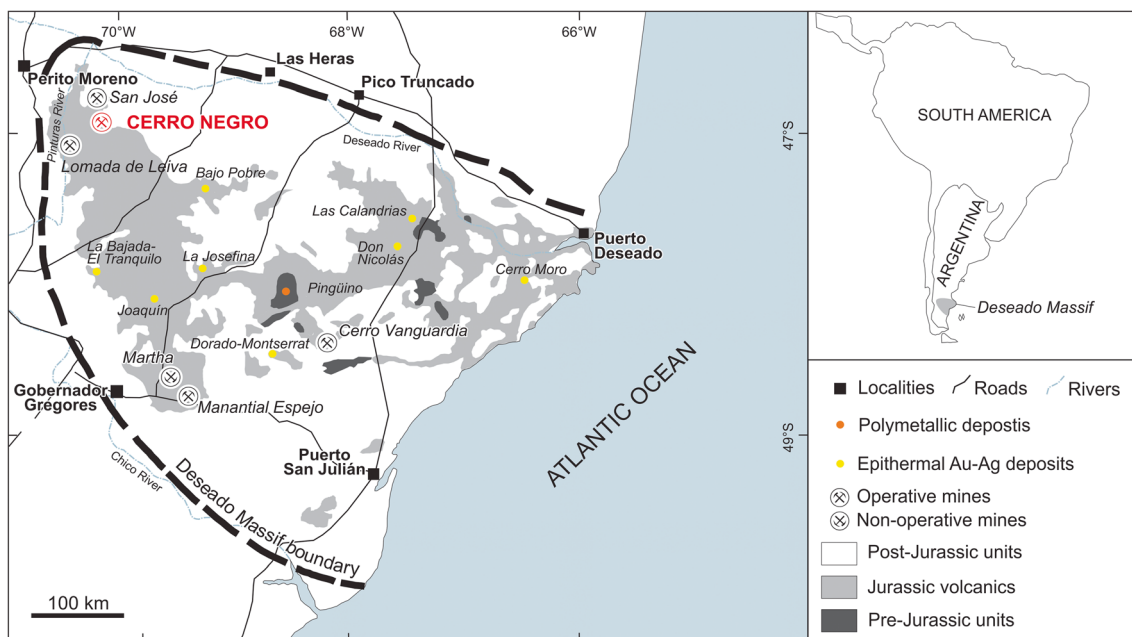 70°W
68°W
66°W
Las Heras
Perito Moreno
Pico Truncado
San José
CERRO NEGRO
Pinturas River
Deseado River
47°S
Lomada de Leiva
Bajo Pobre
Las Calandrias
Puerto
Deseado
La Bajada-
El Tranquilo
La Josefina
Don
Nicolás
Cerro Moro
Pingüino
Joaquín
Cerro Vanguardia
Dorado-Montserrat
Martha
Gobernador
Gregores
Manantial Espejo
ATLANTIC OCEAN
49°S
Puerto
San Julián
Chico River
Deseado Massif boundary
100 km
SOUTH AMERICA
ARGENTINA
Deseado Massif
Localities
Roads
Rivers
Polymetallic depostis
Epithermal Au-Ag deposits
Operative mines
Non-operative mines
Post-Jurassic units
Jurassic volcanics
Pre-Jurassic units